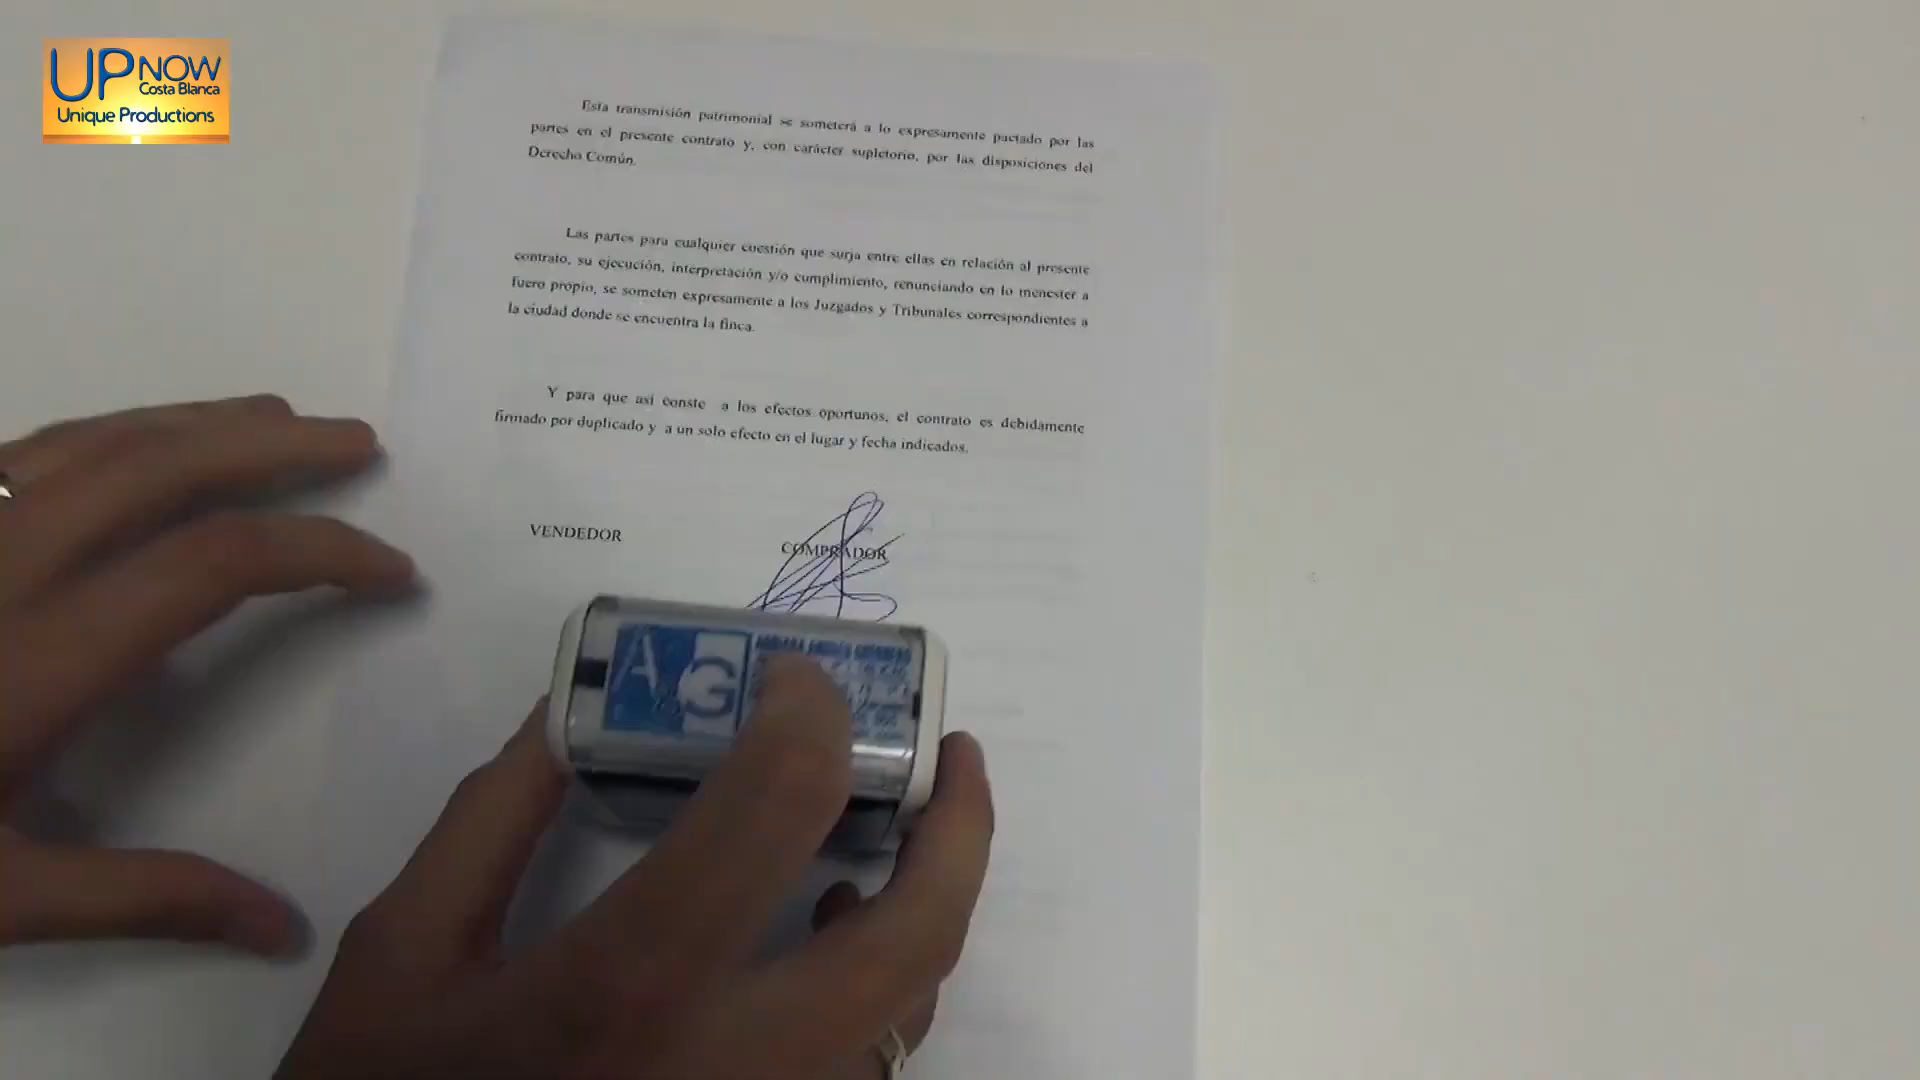 UPNOW
Costa Blanca
Unique Productions
Esta transmisión patrimonial se someterá a lo expresamente pactado por las
partes en el presente contrato y, con carácter supletorio, por las disposiciones del
Derecho Común.
Las partes para cualquier cuestión que surja entre ellas en relación al presente
contrato, su ejecución, interpretación y/o cumplimiento, renunciando en lo menester a
fuero propio, se someten expresamente a los Juzgados y Tribunales correspondientes a
la ciudad donde se encuentra la finca.
Y para que así conste a los efectos oportunos, el contrato es debidamente
firmado por duplicado y a un solo efecto en el lugar y fecha indicados.
VENDEDOR
COMPRADOR
A
G